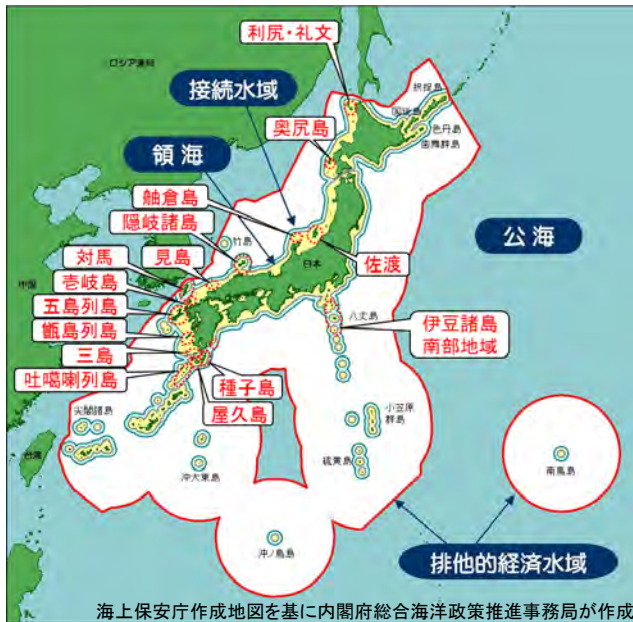 利尻・礼文
ロシア連邦
接続水域
択捉島
国後島
色丹島
歯舞群島
奥尻島
領海
舳倉島
隠岐諸島
竹島
公海
対馬
見島
佐渡
日本
中国
壱岐島
五島列島
八丈島
伊豆諸島
南部地域
甑島列島
三島
吐噶喇列島
種子島
屋久島
尖閣諸島
小笠原
群島
台湾
硫黄島
沖大東島
南鳥島
沖ノ鳥島
排他的経済水域
海上保安庁作成地図を基に内閣府総合海洋政策推進事務局が作成